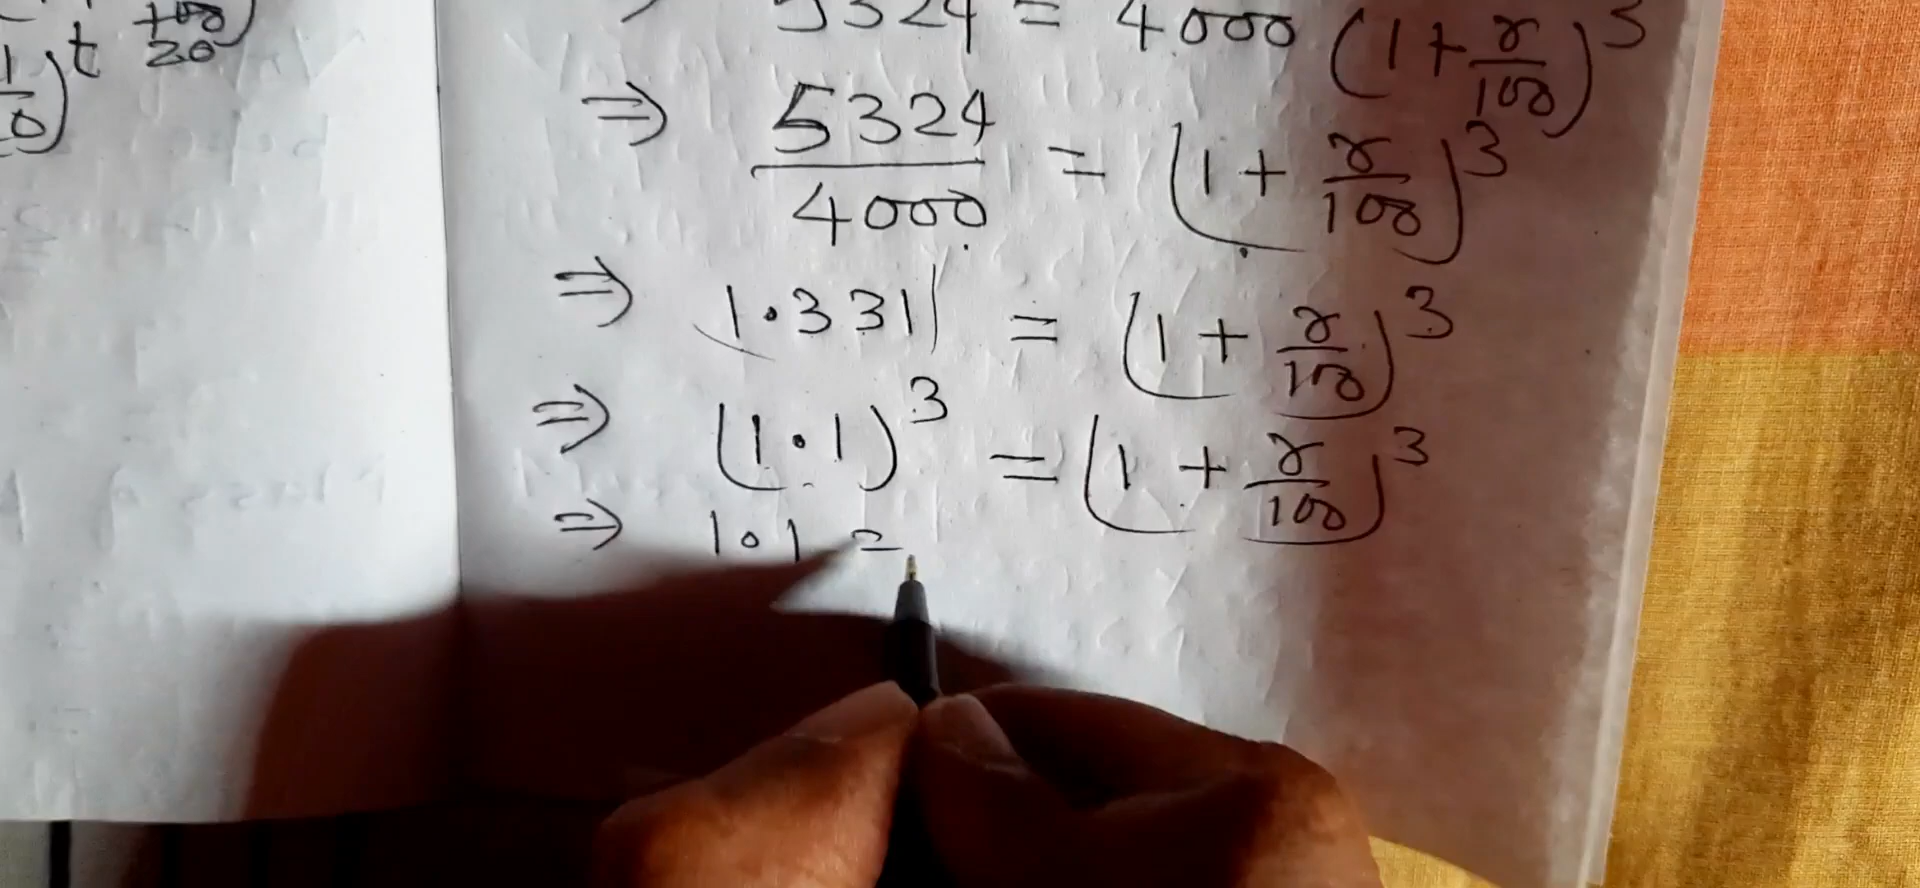 5324 = 4000 (1 + r/100)^3
⇒ 5324/4000 = (1 + r/100)^3
⇒ 1.331 = (1 + r/100)^3
⇒ (1.1)^3 = (1 + r/100)^3
⇒ 1.1 =